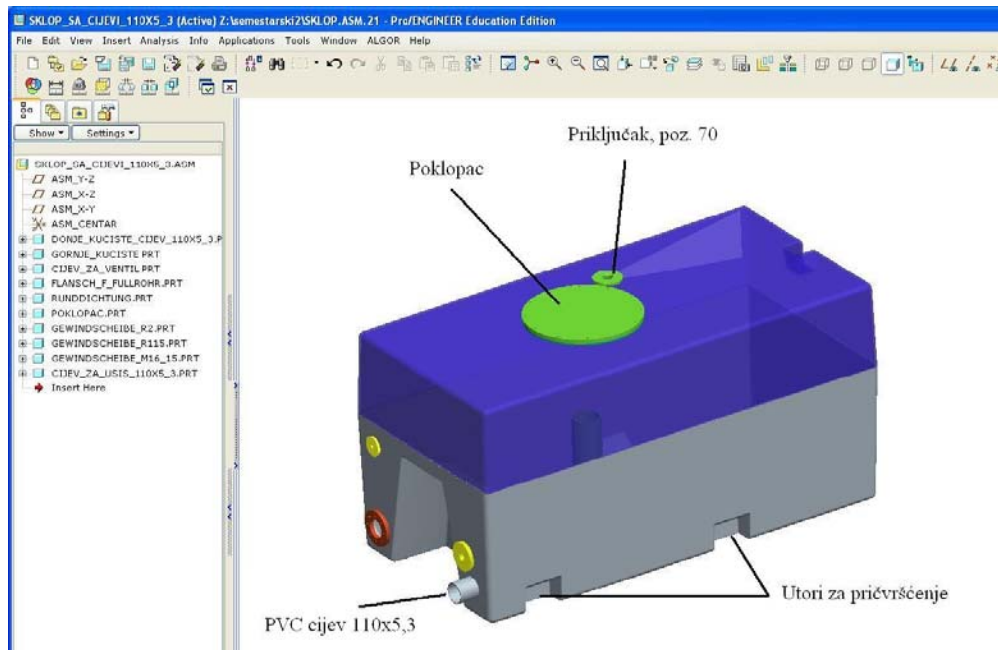 SKLOP_SA_CIJEVI_110X5_3 (Active) Z:\semestarski2\SKLOP.ASM.21 - Pro/ENGINEER Education Edition
File Edit View Insert Analysis Info Applications Tools Window ALGOR Help
Show Settings
SKLOP_SA_CIJEVI_110X5_3.ASM
ASM_Y-Z
ASM_X-Z
ASM_X-Y
ASM_CENTAR
DONJE_KUCISTE_CIJEV_110X5_3.P
GORNJE_KUCISTE.PRT
CIJEV_ZA_VENTIL.PRT
FLANSCH_F_FULLROHR.PRT
RUNDDICHTUNG.PRT
POKLOPAC.PRT
GEWINDSCHEIBE_R2.PRT
GEWINDSCHEIBE_R115.PRT
GEWINDSCHEIBE_M16_15.PRT
CIJEV_ZA_USIS_110X5_3.PRT
Insert Here
Priključak, poz. 70
Poklopac
Utori za pričvršćenje
PVC cijev 110x5,3